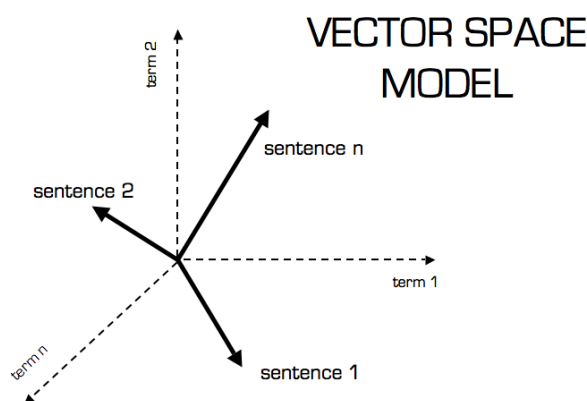 VECTOR SPACE
MODEL
term 2
sentence n
sentence 2
term 1
term n
sentence 1